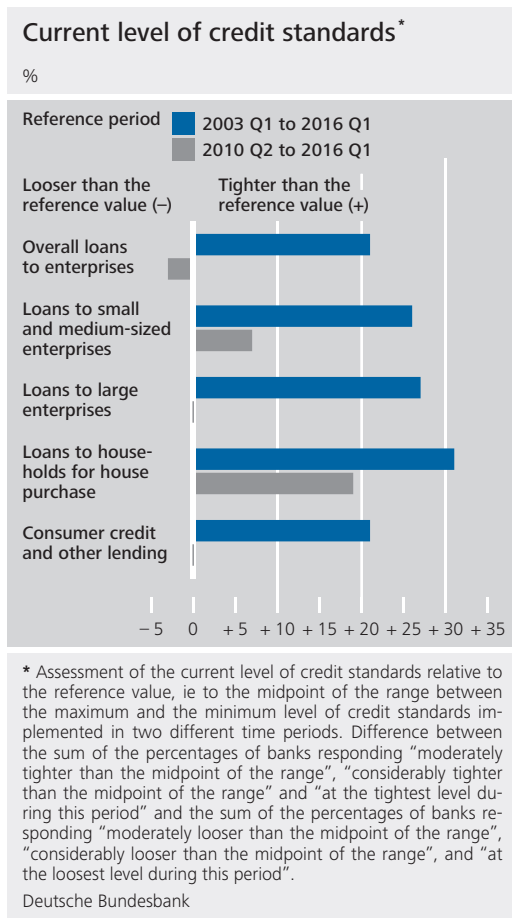 Current level of credit standards*
%
Reference period
2003 Q1 to 2016 Q1
2010 Q2 to 2016 Q1
Looser than the
reference value (–)
Tighter than the
reference value (+)
Overall loans
to enterprises
Loans to small
and medium-sized
enterprises
Loans to large
enterprises
Loans to house-
holds for house
purchase
Consumer credit
and other lending
– 5 0 + 5 + 10 + 15 + 20 + 25 + 30 + 35
* Assessment of the current level of credit standards relative to
the reference value, ie to the midpoint of the range between
the maximum and the minimum level of credit standards im-
plemented in two different time periods. Difference between
the sum of the percentages of banks responding “moderately
tighter than the midpoint of the range”, “considerably tighter
than the midpoint of the range” and “at the tightest level du-
ring this period” and the sum of the percentages of banks re-
sponding “moderately looser than the midpoint of the range”,
“considerably looser than the midpoint of the range”, and “at
the loosest level during this period”.
Deutsche Bundesbank